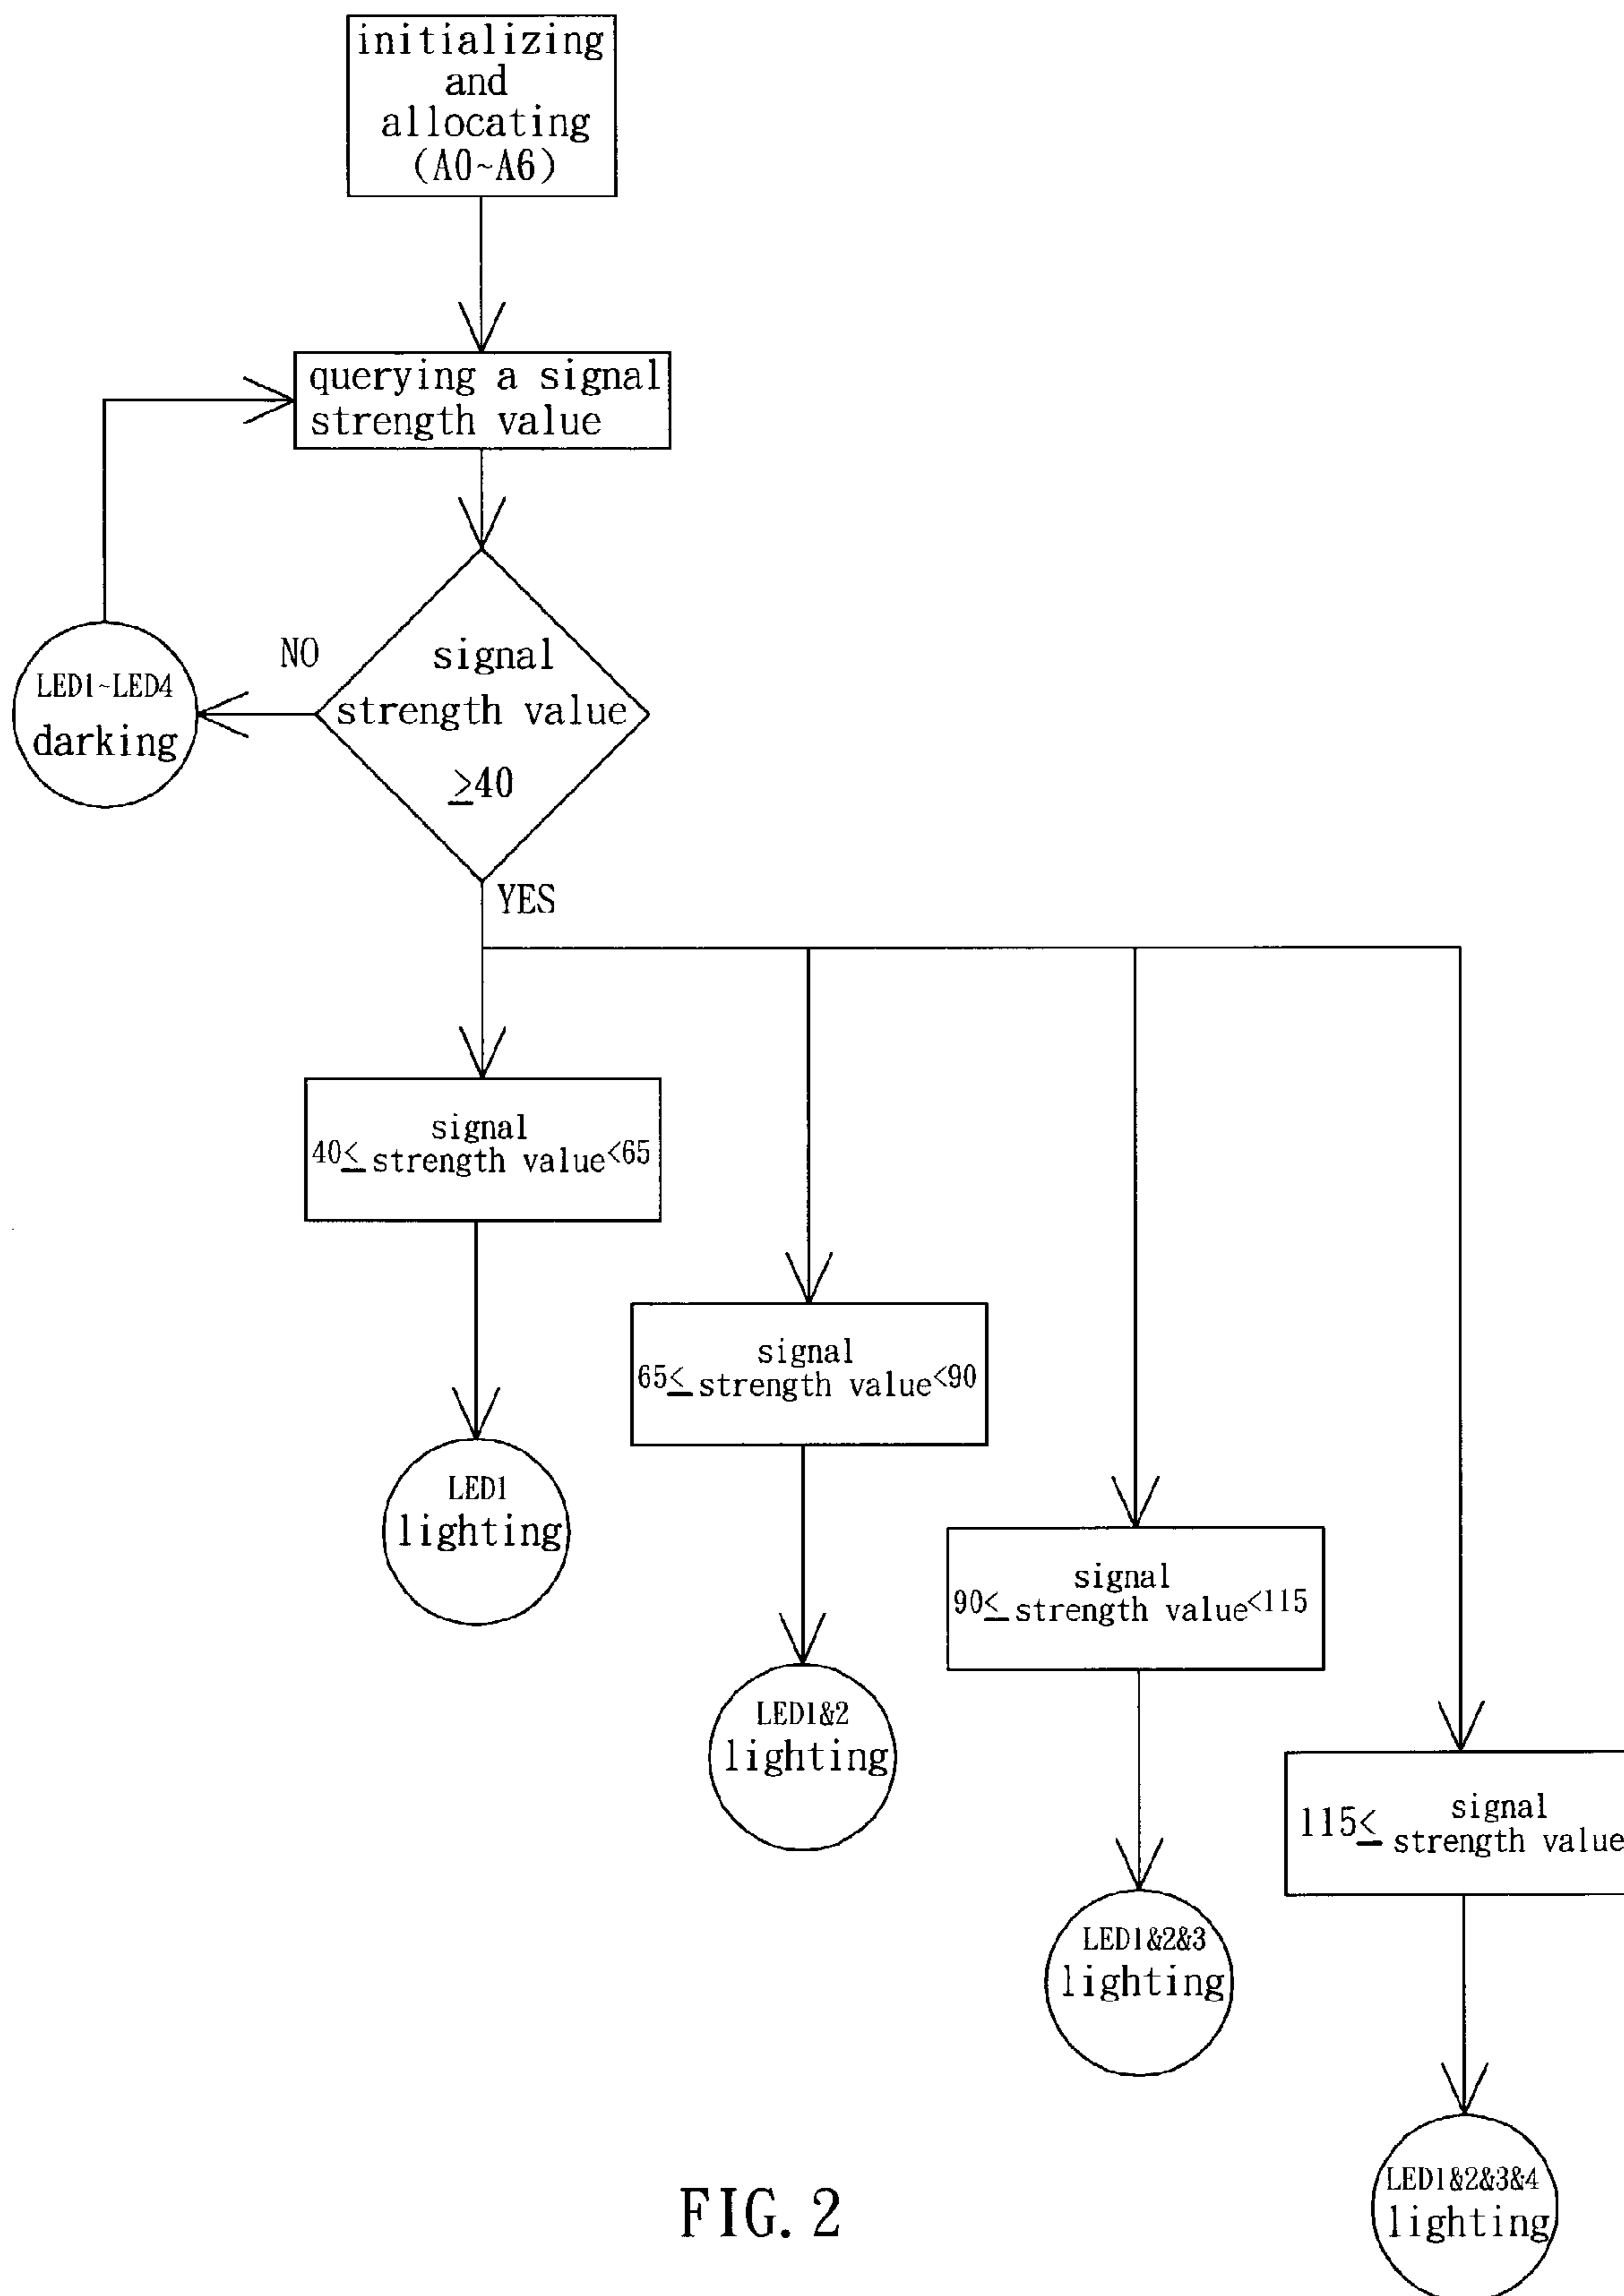 initializing
and
allocating
(A0~A6)
querying a signal
strength value
signal
strength value
≥40
NO
LED1~LED4
darking
YES
signal
40≤ strength value<65
signal
65≤ strength value<90
LED1
lighting
signal
90≤ strength value<115
LED1&2
lighting
signal
115≤ strength value
LED1&2&3
lighting
LED1&2&3&4
lighting
FIG. 2